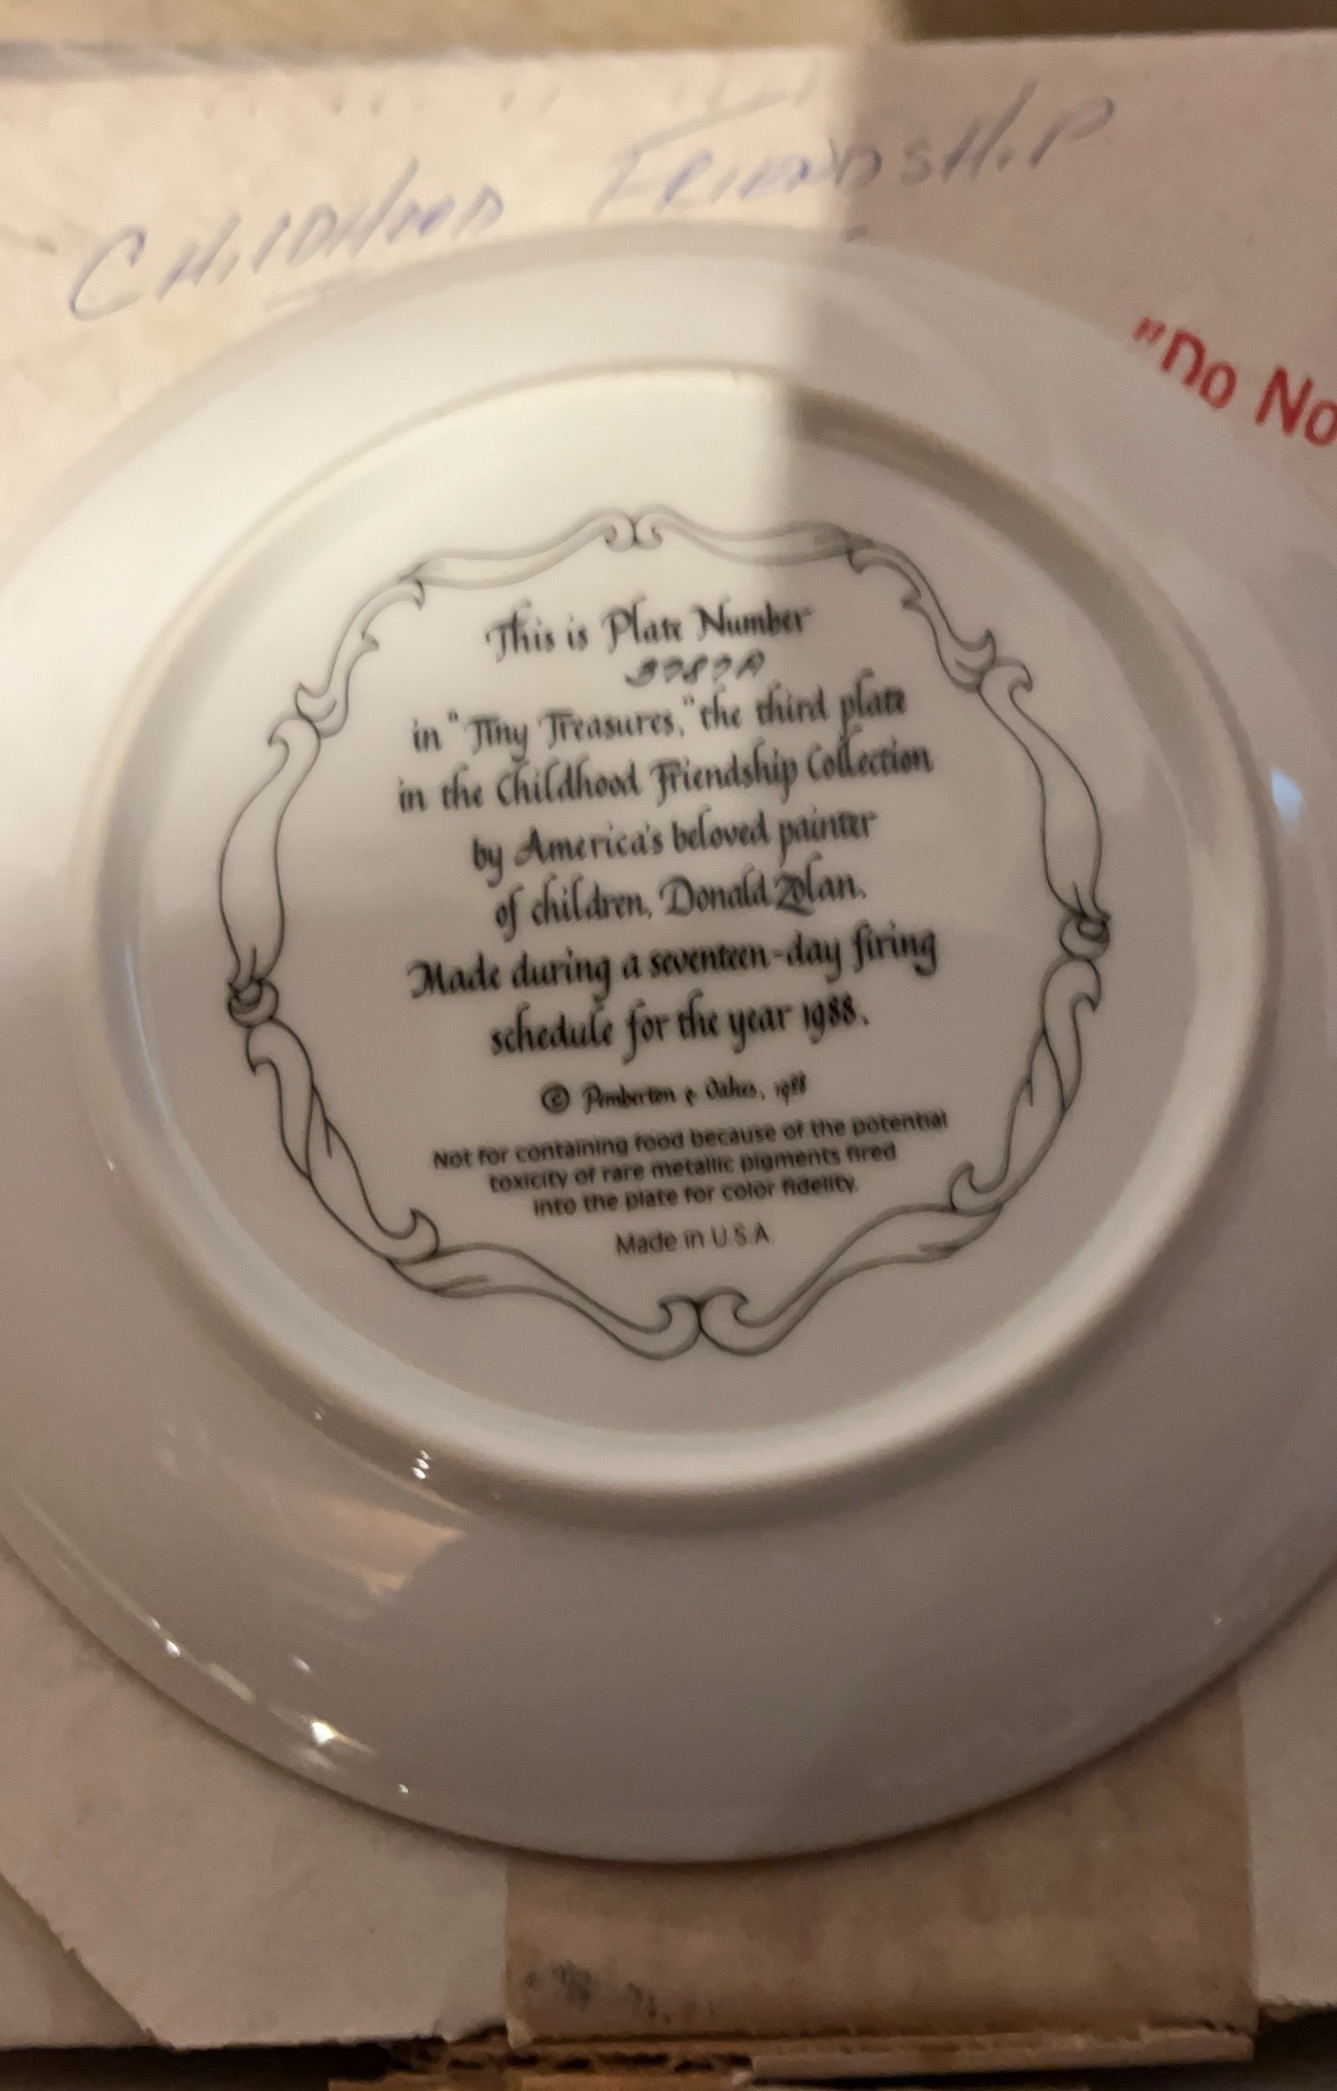 CHILDHOOD FRIENDSHIP
"Do No
This is Plate Number
in "Tiny Treasures," the third plate
in the Childhood Friendship Collection
by America's beloved painter
of children, Donald Zolan.
Made during a seventeen-day firing
schedule for the year 1988.
© Pemberton & Oakes, 1988
Not for containing food because of the potential
toxicity of rare metallic pigments fired
into the plate for color fidelity.
Made in U.S.A.